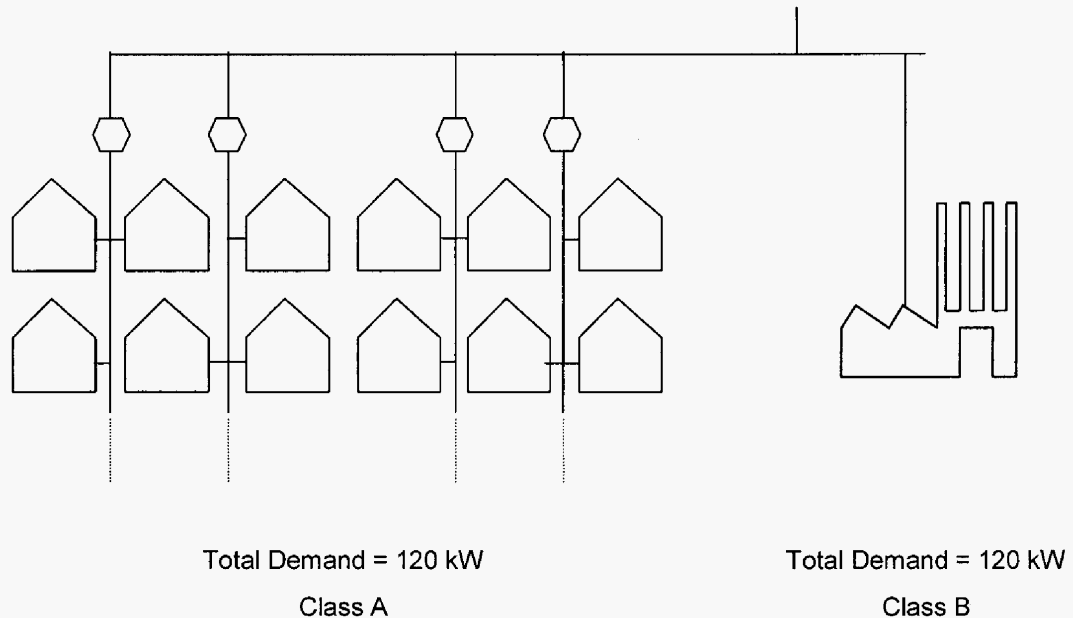 Total Demand = 120 kW
Total Demand = 120 kW
Class A
Class B